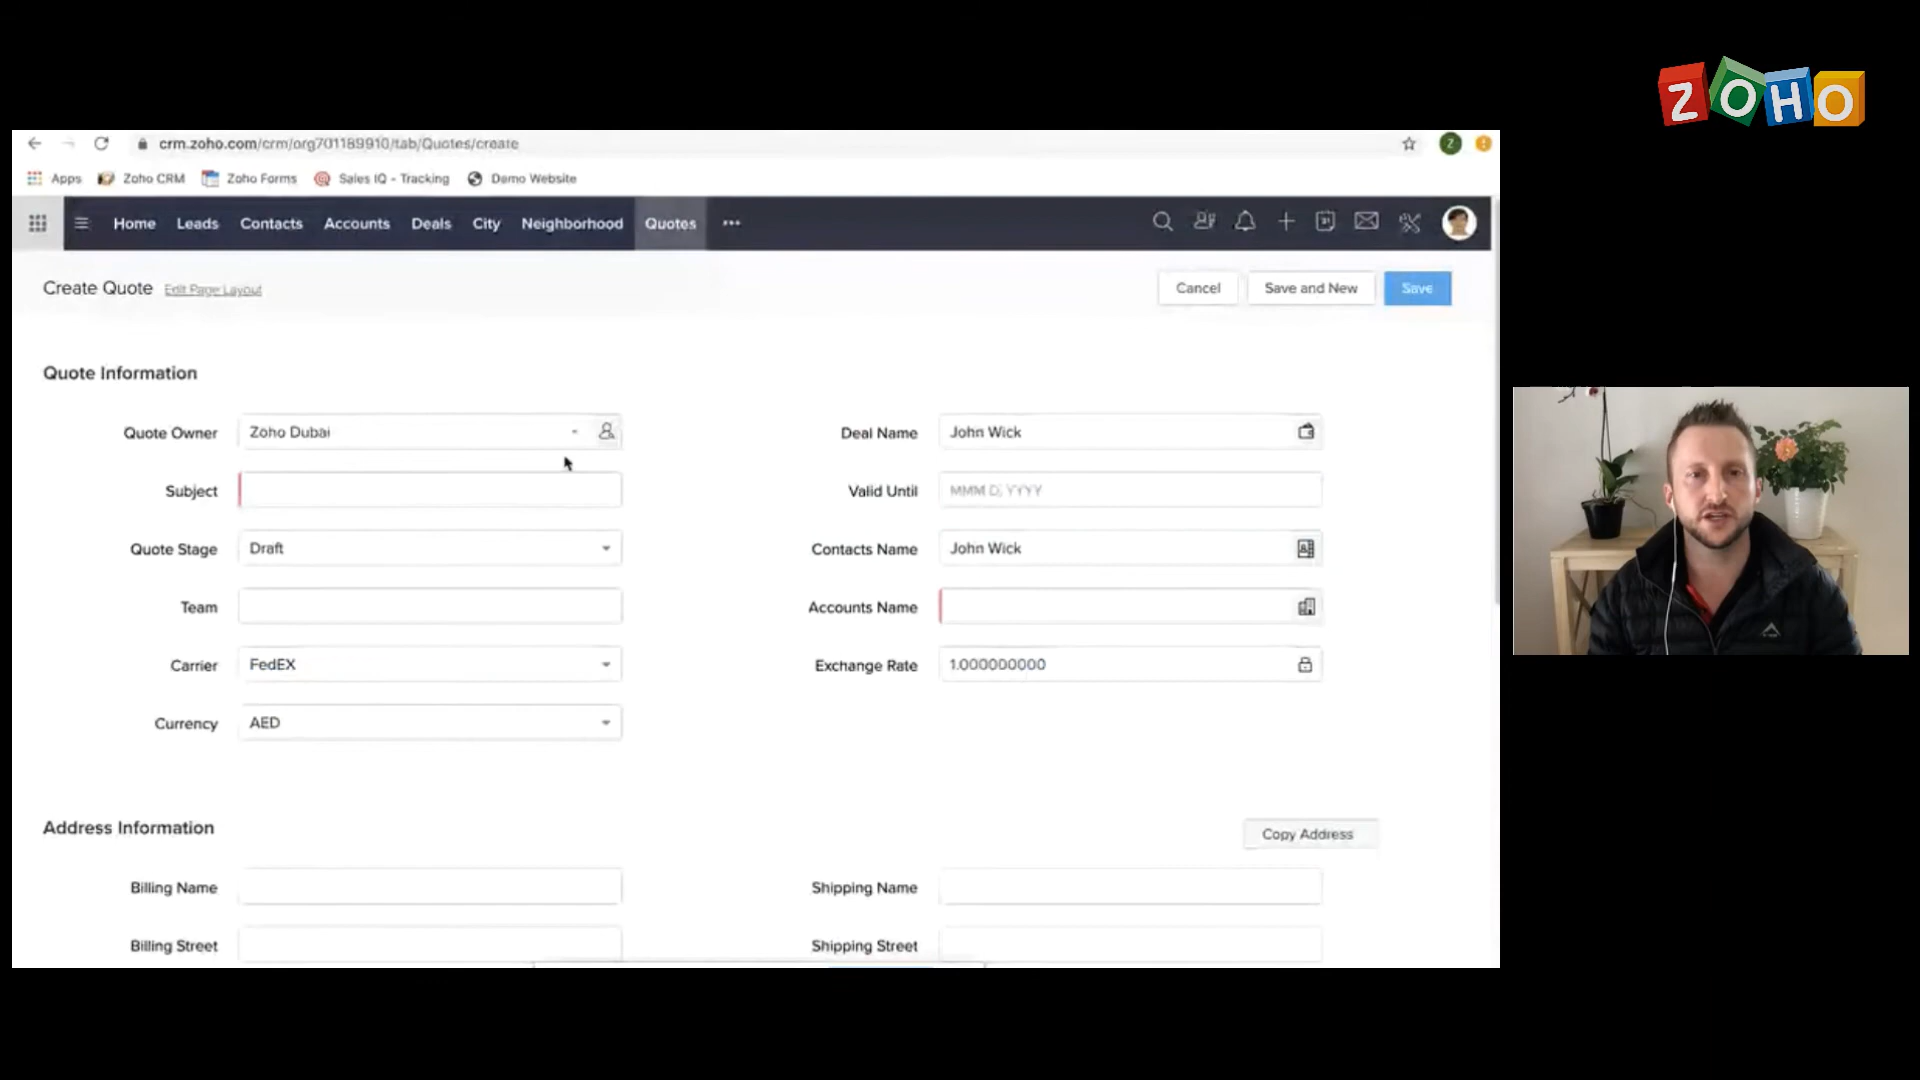 ZOHO
crm.zoho.com/crm/org701189910/tab/Quotes/create
Z
Apps Zoho CRM Zoho Forms Sales IQ - Tracking Demo Website
Home Leads Contacts Accounts Deals City Neighborhood Quotes
Create Quote Edit Page Layout Cancel Save and New Save
Quote Information
Quote Owner Zoho Dubai Deal Name John Wick
Subject Valid Until MMM D, YYYY
Quote Stage Draft Contacts Name John Wick
Team Accounts Name
Carrier FedEX Exchange Rate 1.000000000
Currency AED
Address Information Copy Address
Billing Name Shipping Name
Billing Street Shipping Street